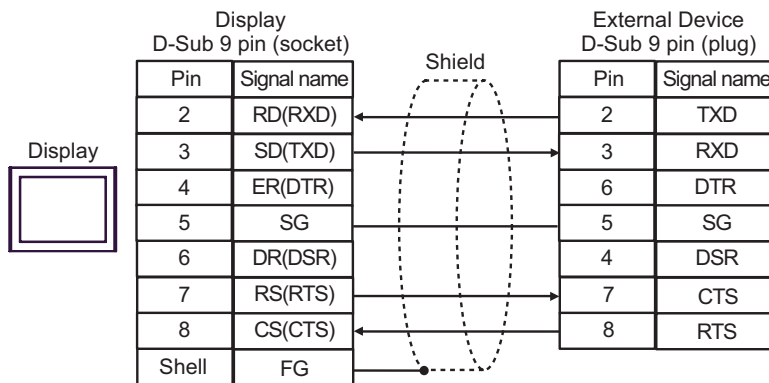 Display
D-Sub 9 pin (socket)
External Device
D-Sub 9 pin (plug)
Shield
Pin Signal name Pin Signal name
2 RD(RXD) 2 TXD
Display
3 SD(TXD) 3 RXD
4 ER(DTR) 6 DTR
5 SG 5 SG
6 DR(DSR) 4 DSR
7 RS(RTS) 7 CTS
8 CS(CTS) 8 RTS
Shell FG